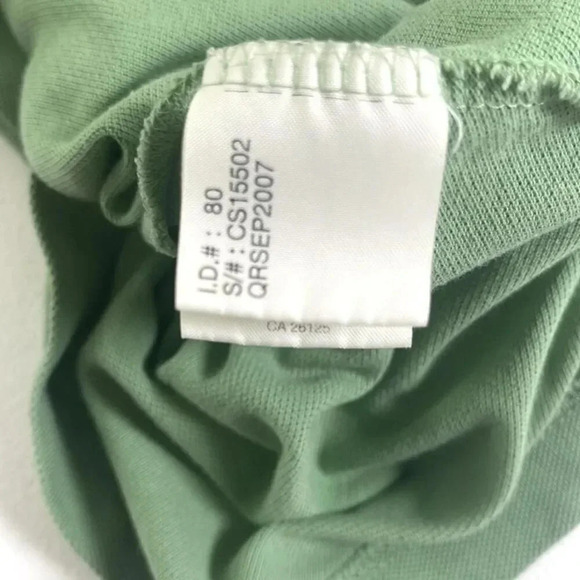 I.D.# : 80
S/# : CS15502
QRSEP2007
CA 26125